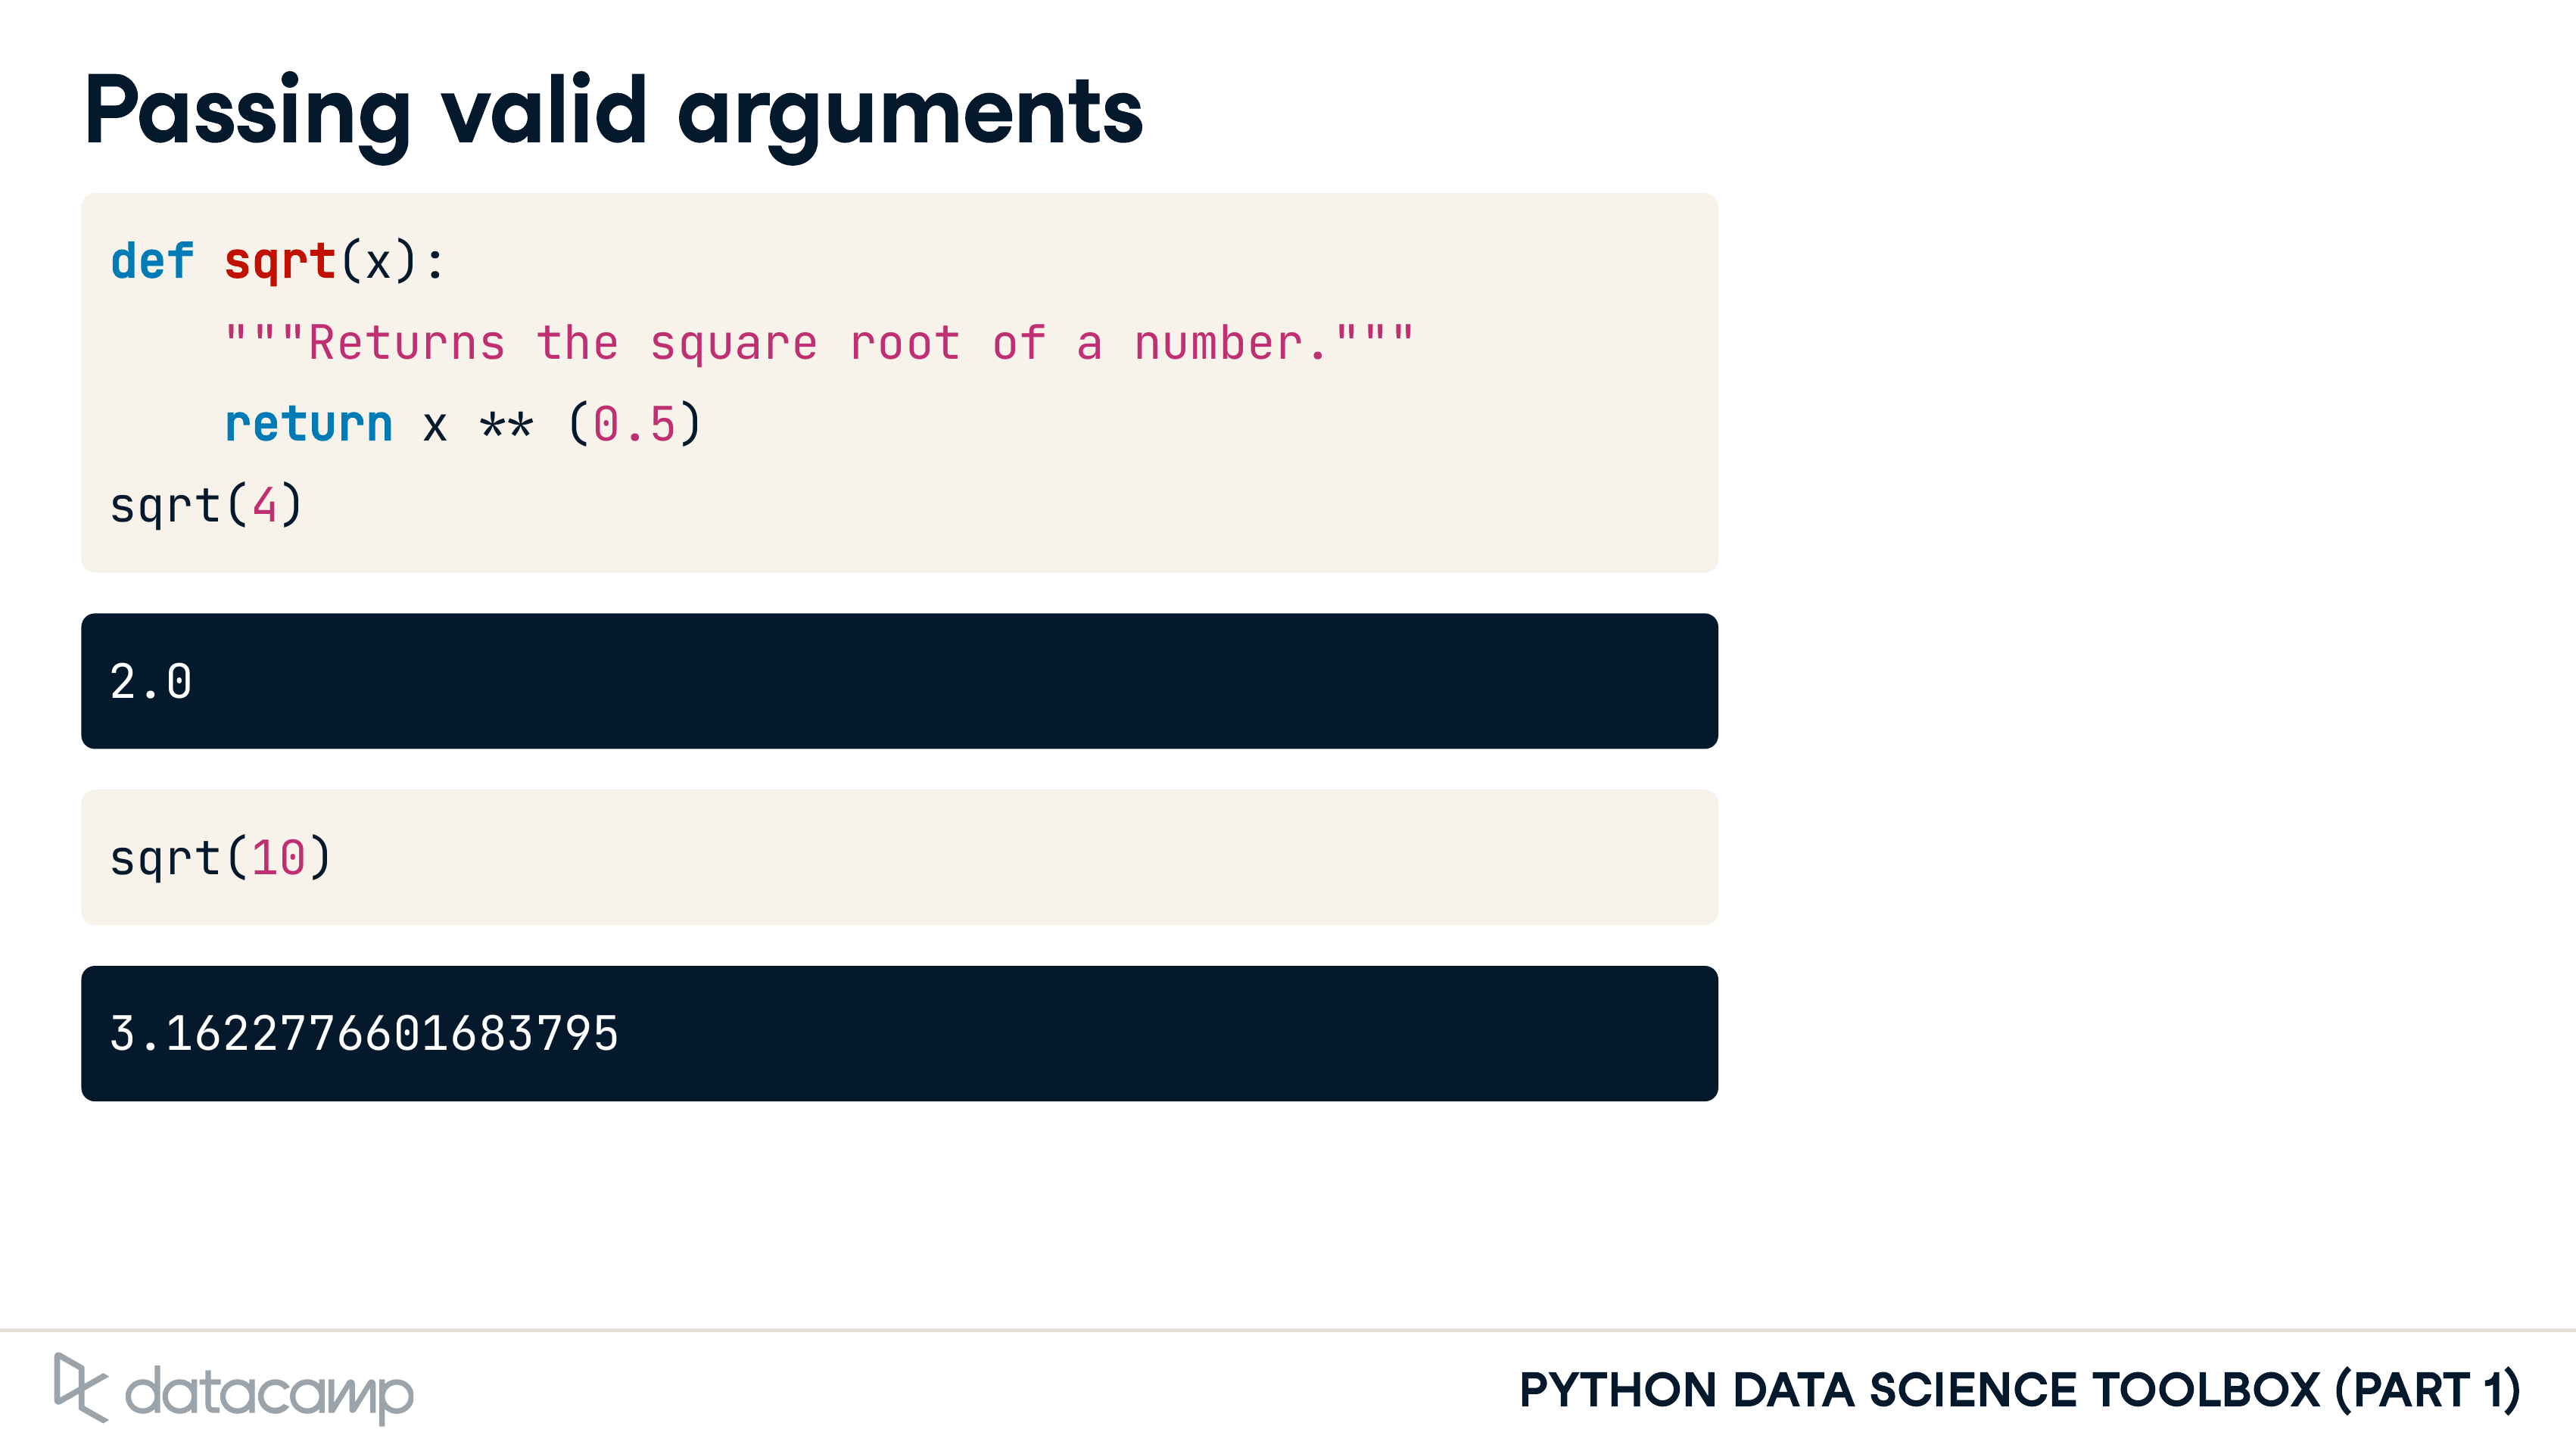 Passing valid arguments
def sqrt(x):
    """Returns the square root of a number."""
    return x ** (0.5)
sqrt(4)
2.0
sqrt(10)
3.1622776601683795
datacamp
PYTHON DATA SCIENCE TOOLBOX (PART 1)